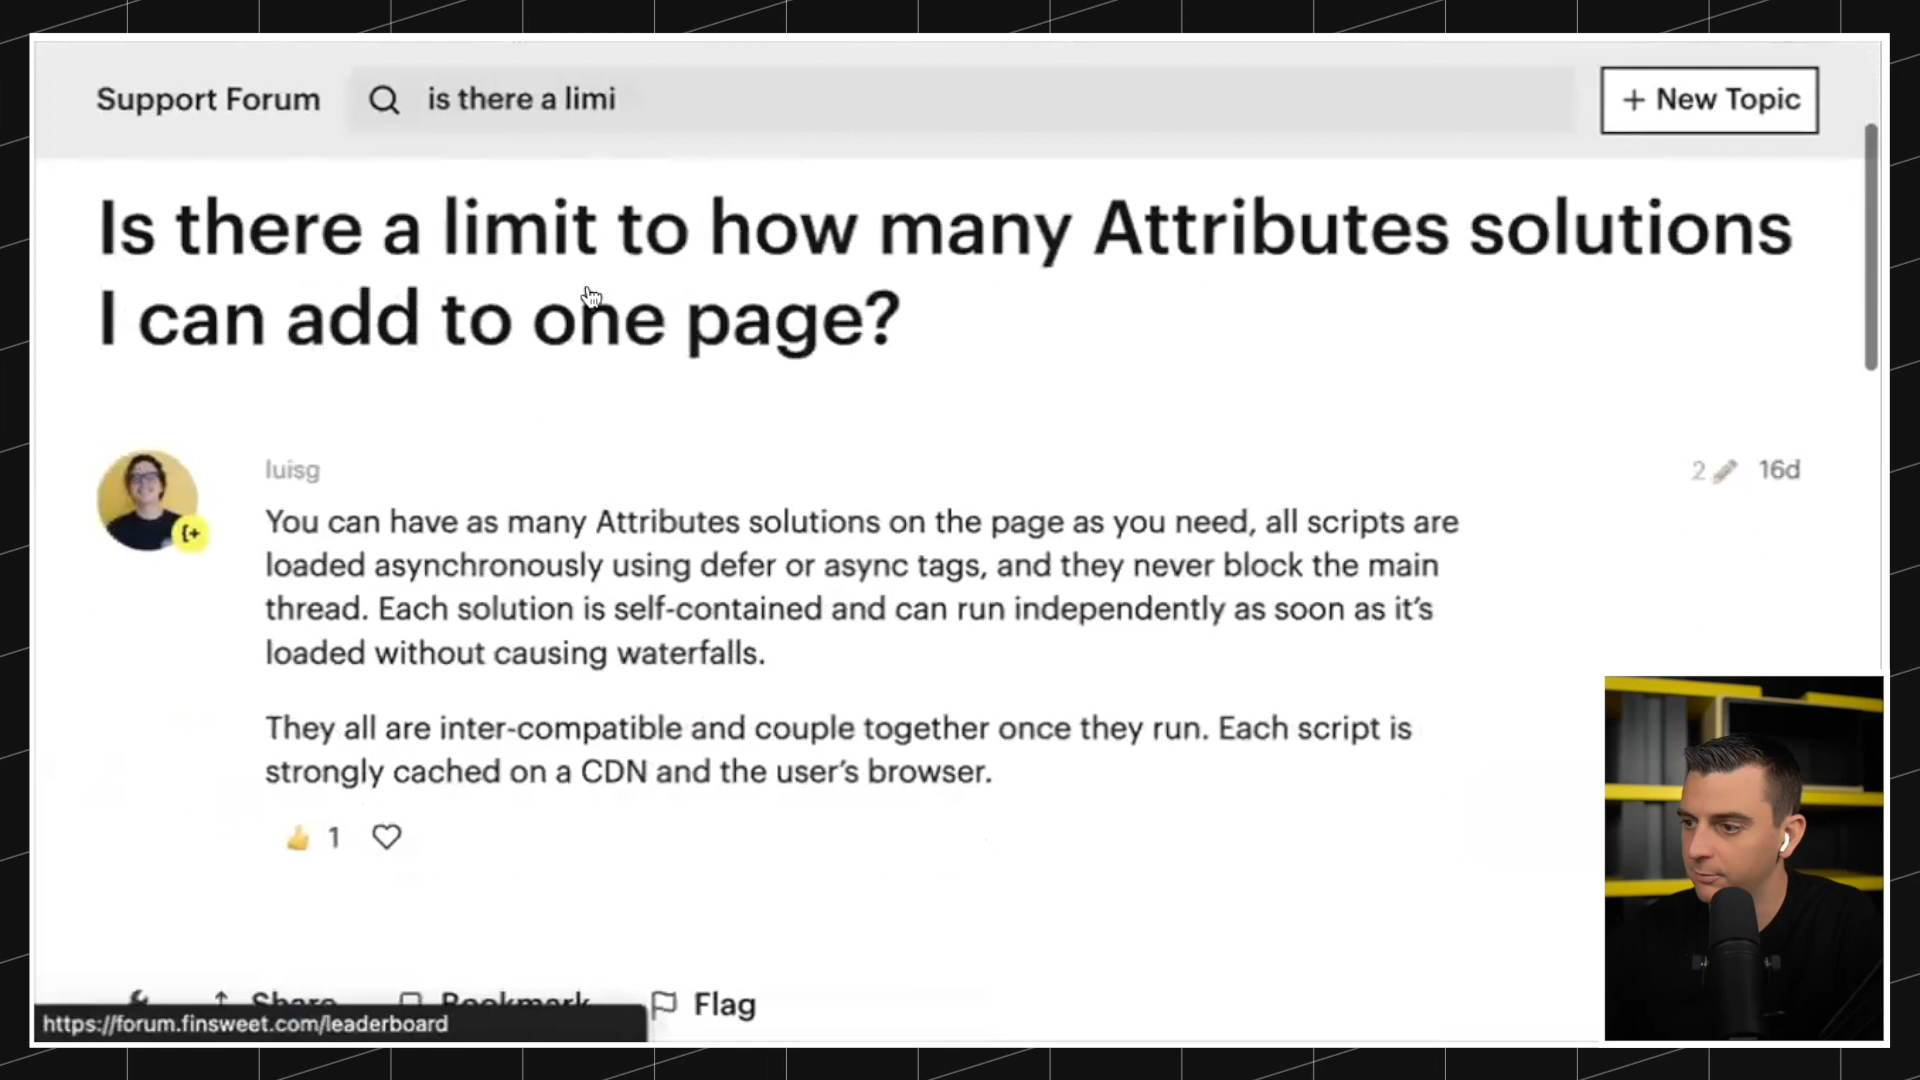 Support Forum
is there a limi
+ New Topic
Is there a limit to how many Attributes solutions
I can add to one page?
luisg
2
16d
You can have as many Attributes solutions on the page as you need, all scripts are
loaded asynchronously using defer or async tags, and they never block the main
thread. Each solution is self-contained and can run independently as soon as it’s
loaded without causing waterfalls.
They all are inter-compatible and couple together once they run. Each script is
strongly cached on a CDN and the user’s browser.
1
Share
Bookmark
Flag
https://forum.finsweet.com/leaderboard